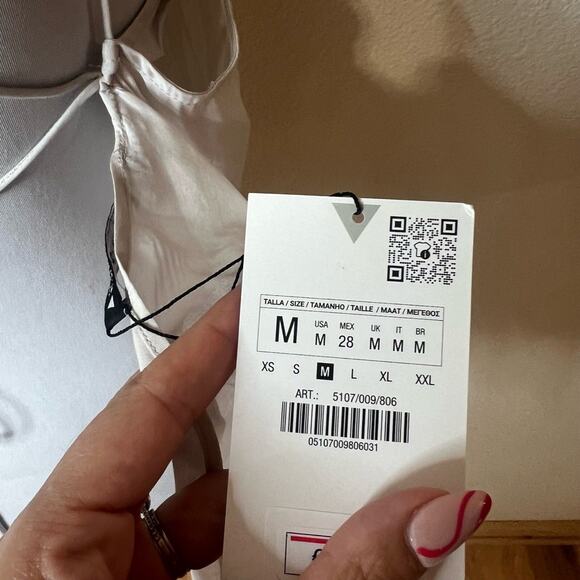 TALLA / SIZE / TAMANHO / TAILLE / MAAT / ΜΕΓΕΘΟΣ
M USA MEX UK IT BR
M 28 M M M
XS S M L XL XXL
ART.: 5107/009/806
05107009806031